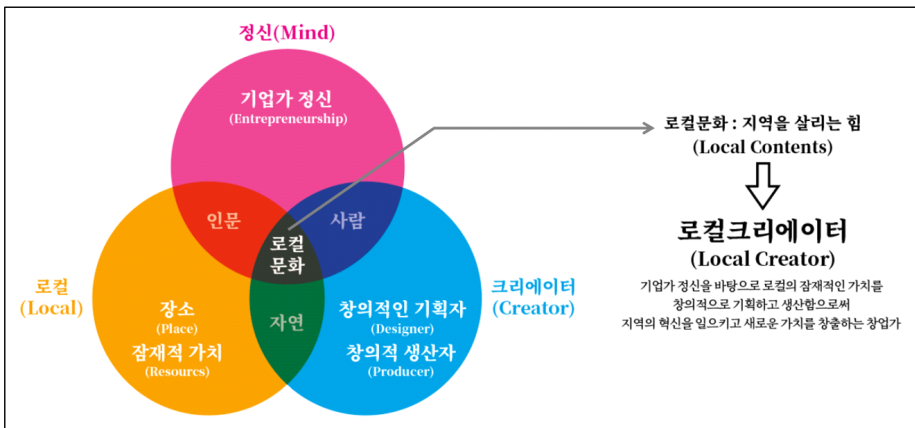 정신(Mind)
기업가 정신
(Entrepreneurship)
인문
사람
로컬
문화
로컬
(Local)
장소
(Place)
잠재적 가치
(Resourcs)
자연
창의적인 기획자
(Designer)
창의적 생산자
(Producer)
크리에이터
(Creator)
로컬문화 : 지역을 살리는 힘
(Local Contents)
로컬크리에이터
(Local Creator)
기업가 정신을 바탕으로 로컬의 잠재적인 가치를
창의적으로 기획하고 생산함으로써
지역의 혁신을 일으키고 새로운 가치를 창출하는 창업가